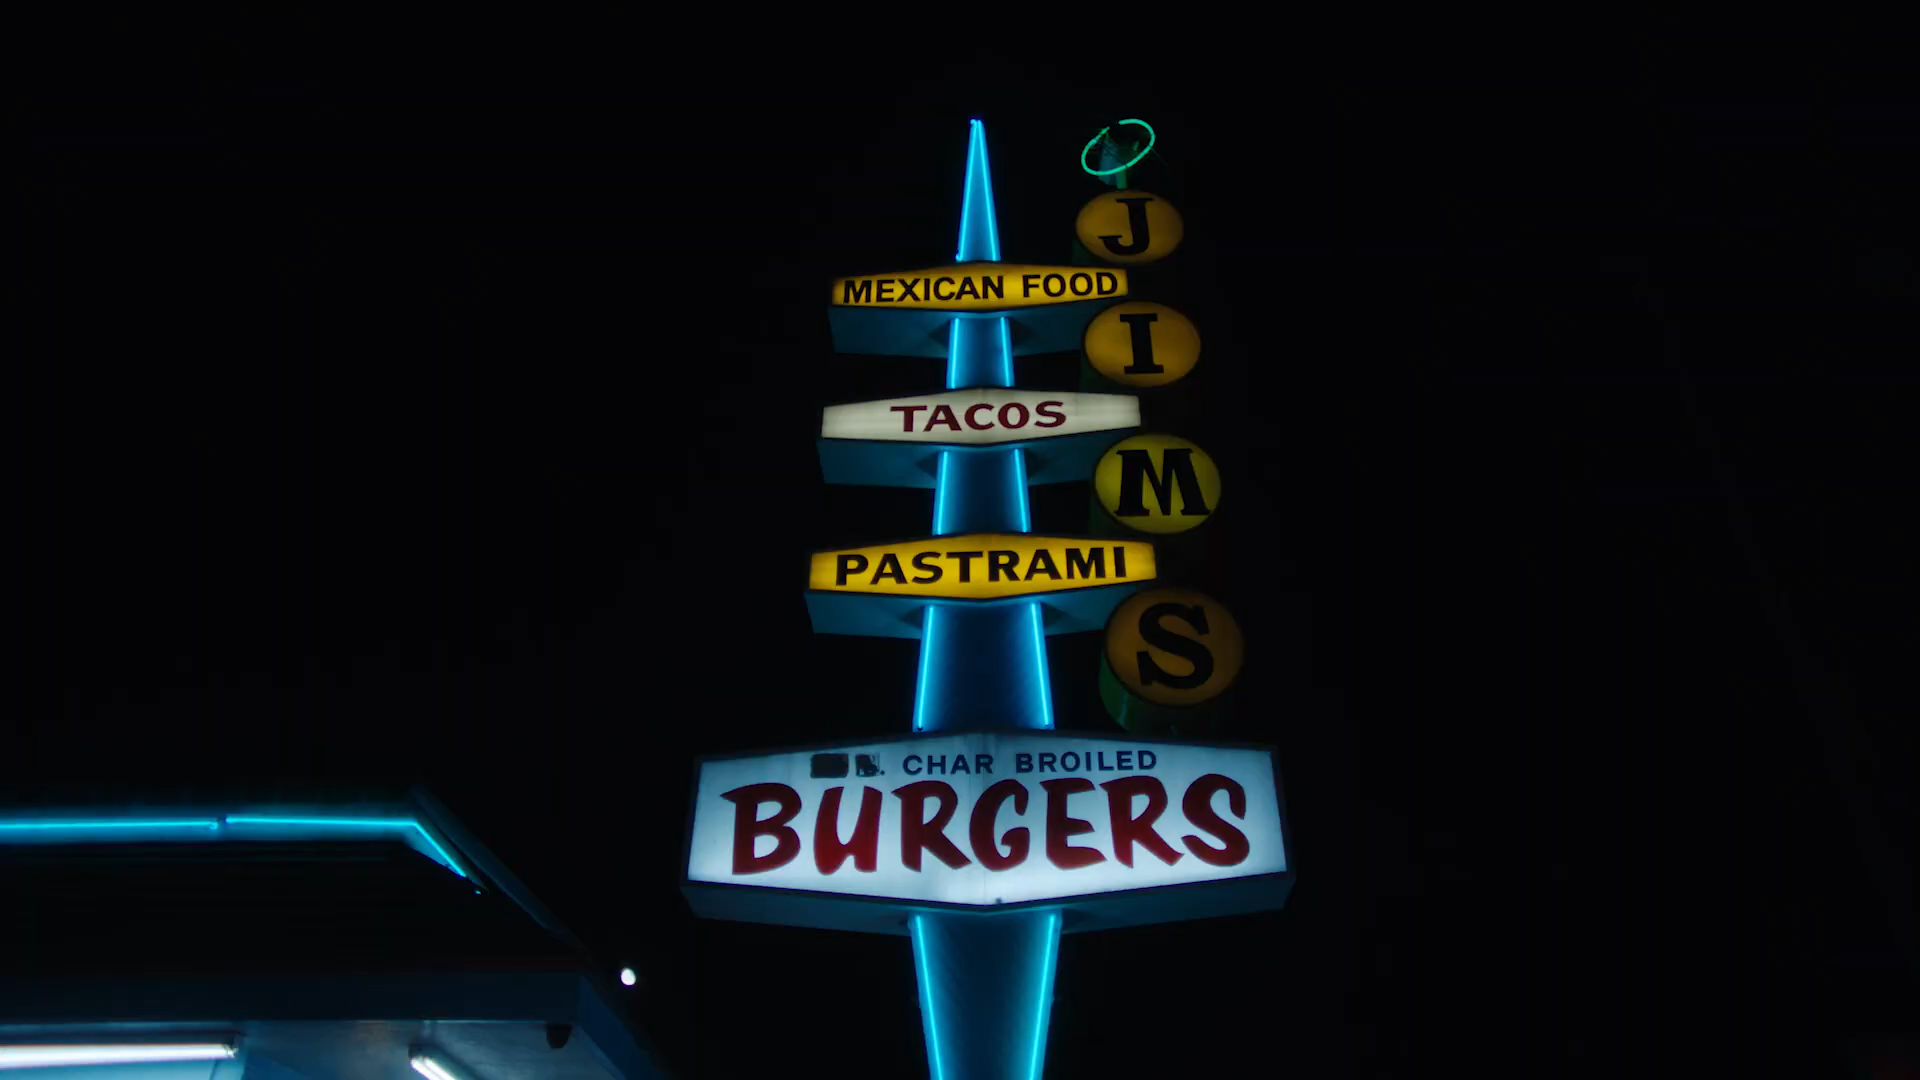 JIMS
MEXICAN FOOD
TACOS
PASTRAMI
CHAR BROILED
BURGERS